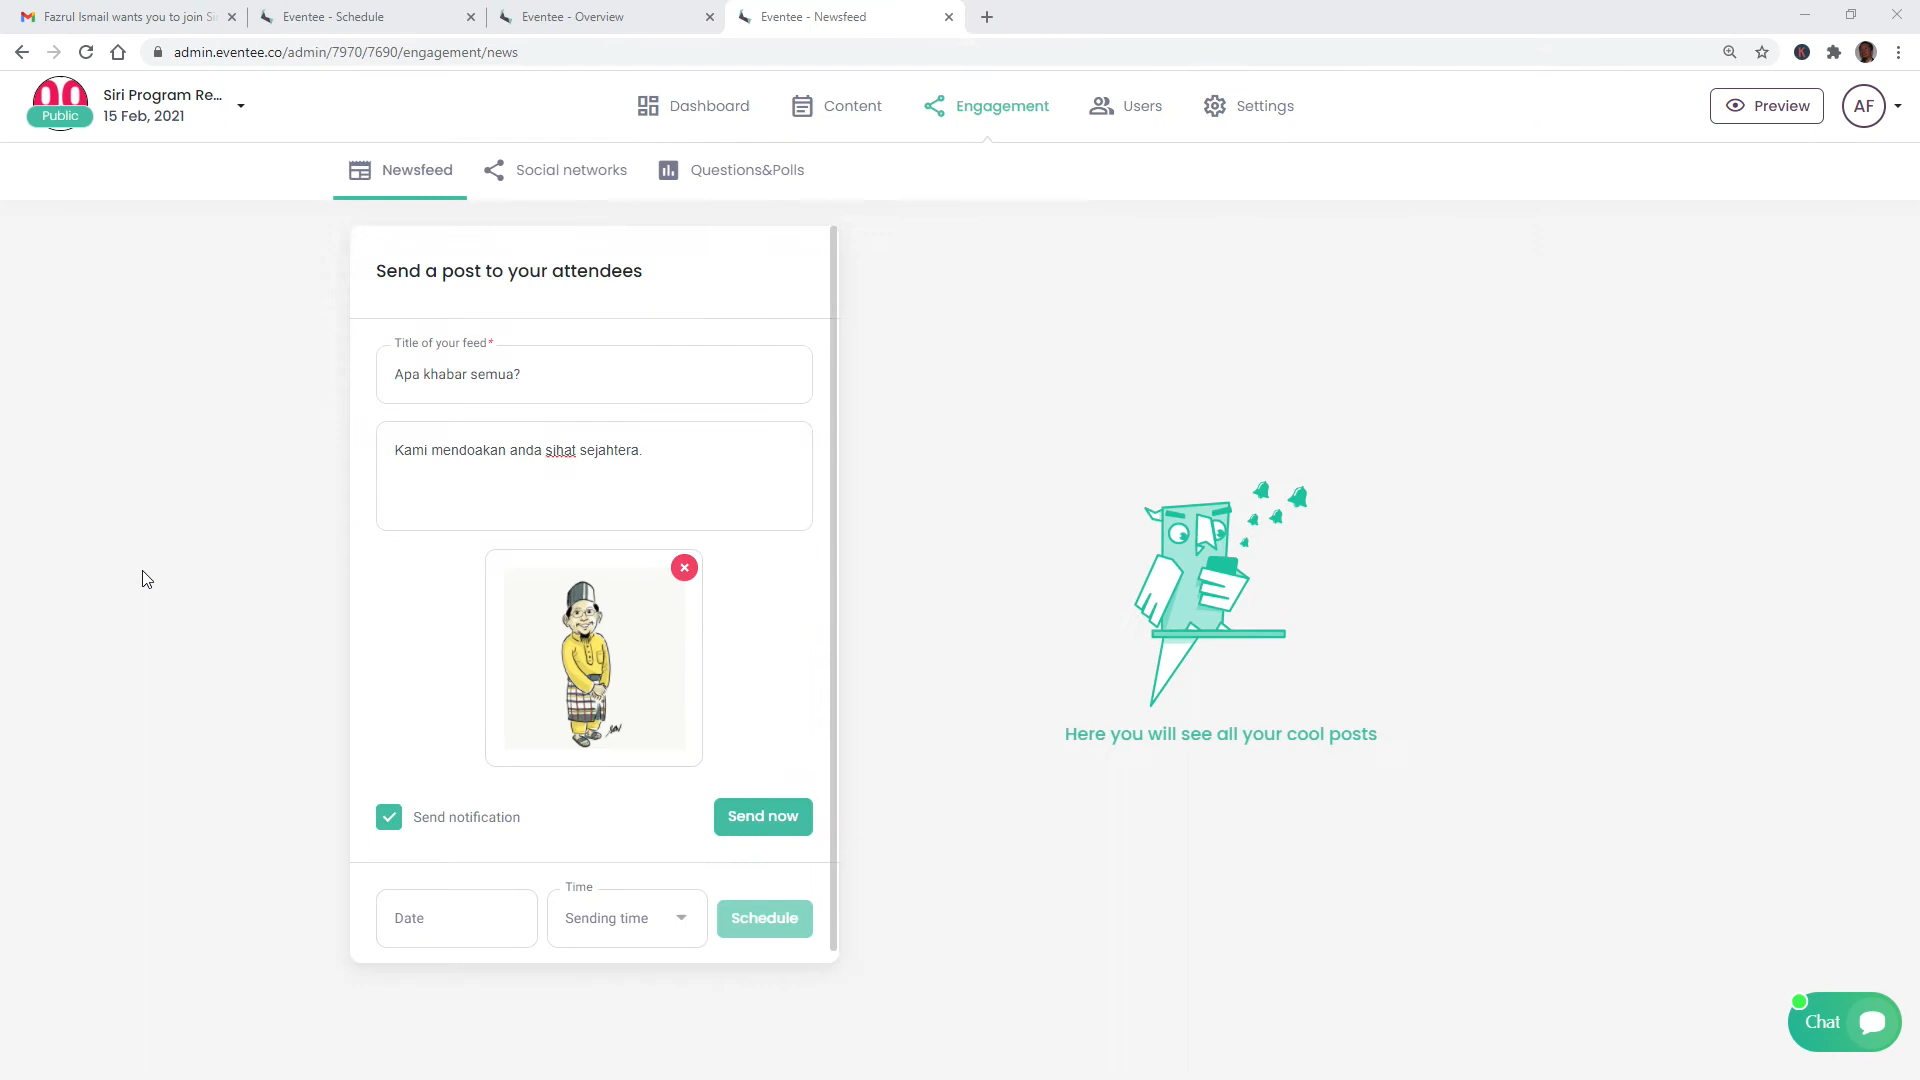 Fazrul Ismail wants you to join Si
Eventee - Schedule
Eventee - Overview
Eventee - Newsfeed
admin.eventee.co/admin/7970/7690/engagement/news
K
Public
Siri Program Re...
15 Feb, 2021
Dashboard
Content
Engagement
Users
Settings
Preview
AF
Newsfeed
Social networks
Questions&Polls
Send a post to your attendees
Title of your feed*
Apa khabar semua?
Kami mendoakan anda sihat sejahtera.
Send notification
Send now
Date
Time
Sending time
Schedule
Here you will see all your cool posts
Chat